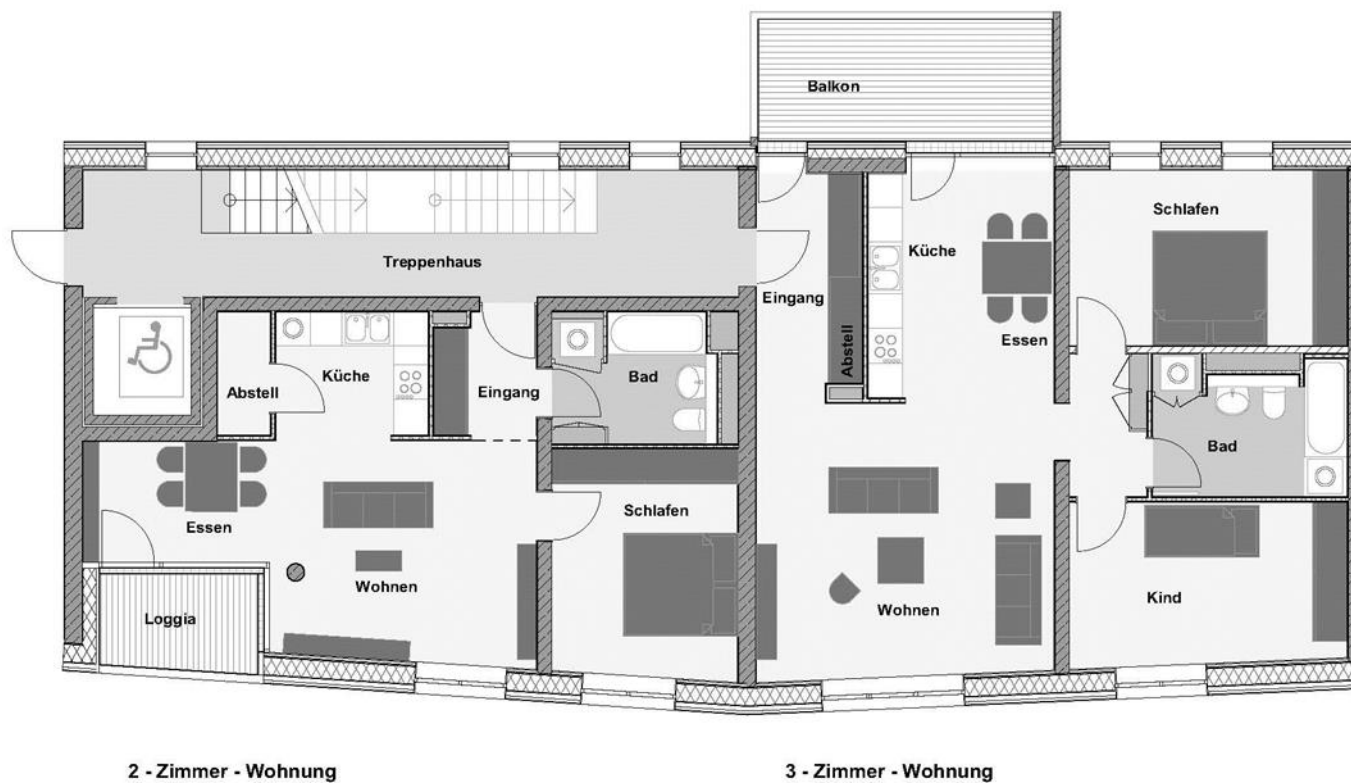 Balkon
Schlafen
Treppenhaus
Küche
Eingang
Essen
Abstell
Küche
Abstell
Eingang
Bad
Bad
Essen
Schlafen
Wohnen
Loggia
Wohnen
Kind
2 - Zimmer - Wohnung
3 - Zimmer - Wohnung